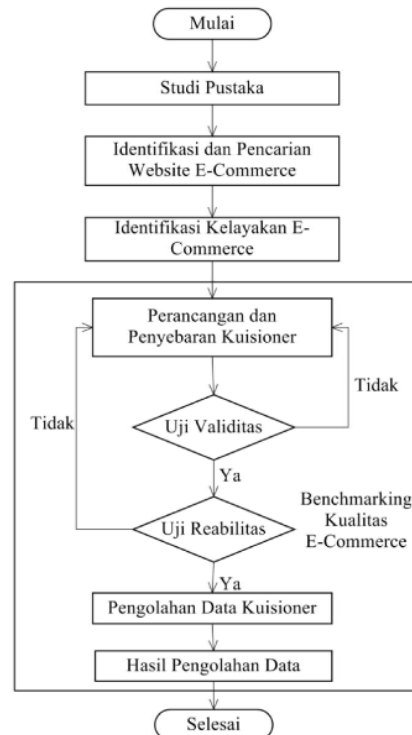 Mulai
Studi Pustaka
Identifikasi dan Pencarian
Website E-Commerce
Identifikasi Kelayakan E-
Commerce
Perancangan dan
Penyebaran Kuisioner
Tidak
Tidak
Uji Validitas
Ya
Uji Reabilitas
Benchmarking
Kualitas
E-Commerce
Ya
Pengolahan Data Kuisioner
Hasil Pengolahan Data
Selesai